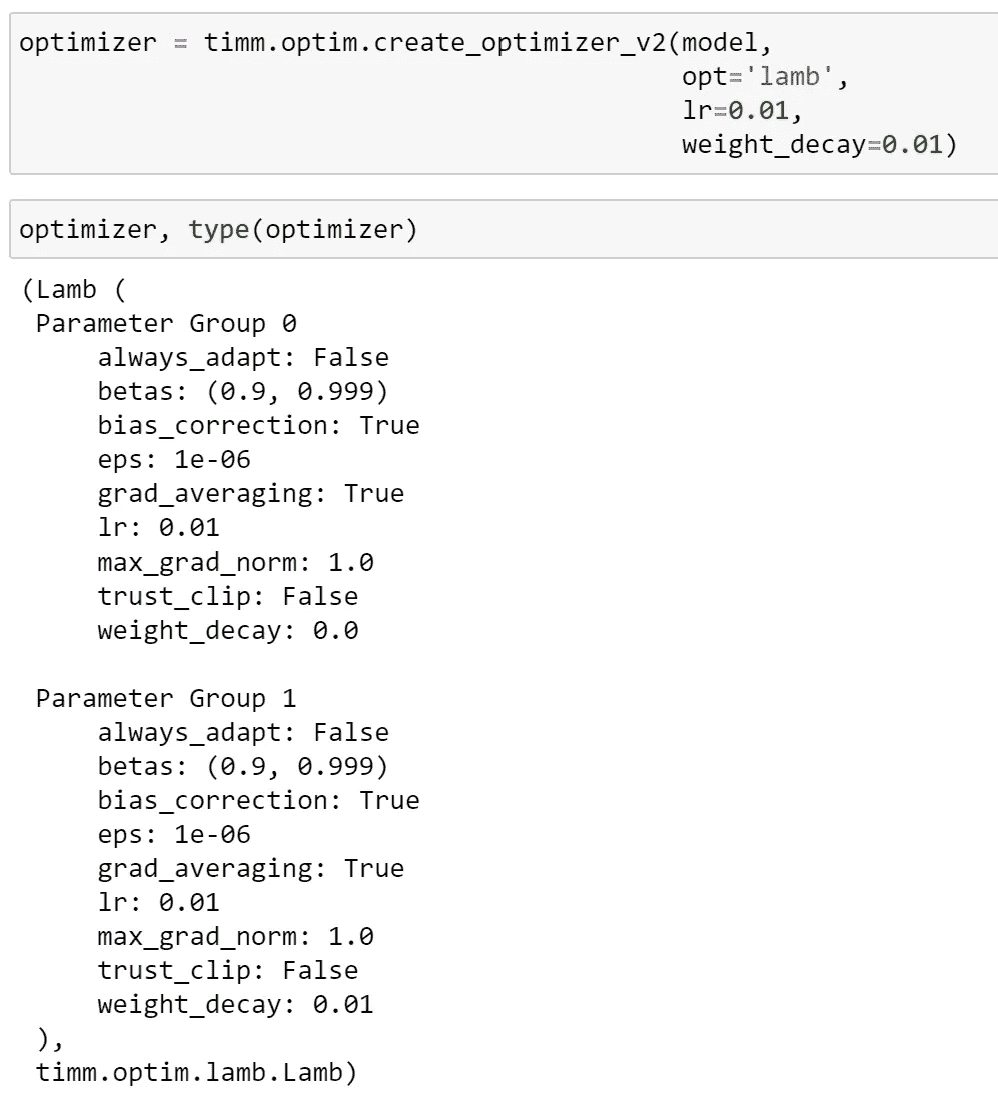 optimizer = timm.optim.create_optimizer_v2(model,
                                           opt='lamb',
                                           lr=0.01,
                                           weight_decay=0.01)
optimizer, type(optimizer)
(Lamb (
 Parameter Group 0
     always_adapt: False
     betas: (0.9, 0.999)
     bias_correction: True
     eps: 1e-06
     grad_averaging: True
     lr: 0.01
     max_grad_norm: 1.0
     trust_clip: False
     weight_decay: 0.0

 Parameter Group 1
     always_adapt: False
     betas: (0.9, 0.999)
     bias_correction: True
     eps: 1e-06
     grad_averaging: True
     lr: 0.01
     max_grad_norm: 1.0
     trust_clip: False
     weight_decay: 0.01
 ),
 timm.optim.lamb.Lamb)